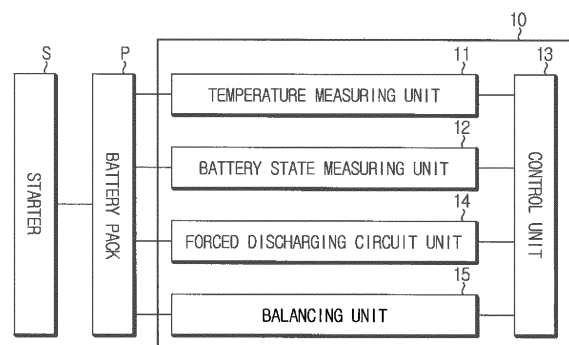 10
S
P
11
13
TEMPERATURE MEASURING UNIT
12
BATTERY STATE MEASURING UNIT
STARTER
BATTERY PACK
CONTROL UNIT
14
FORCED DISCHARGING CIRCUIT UNIT
15
BALANCING UNIT